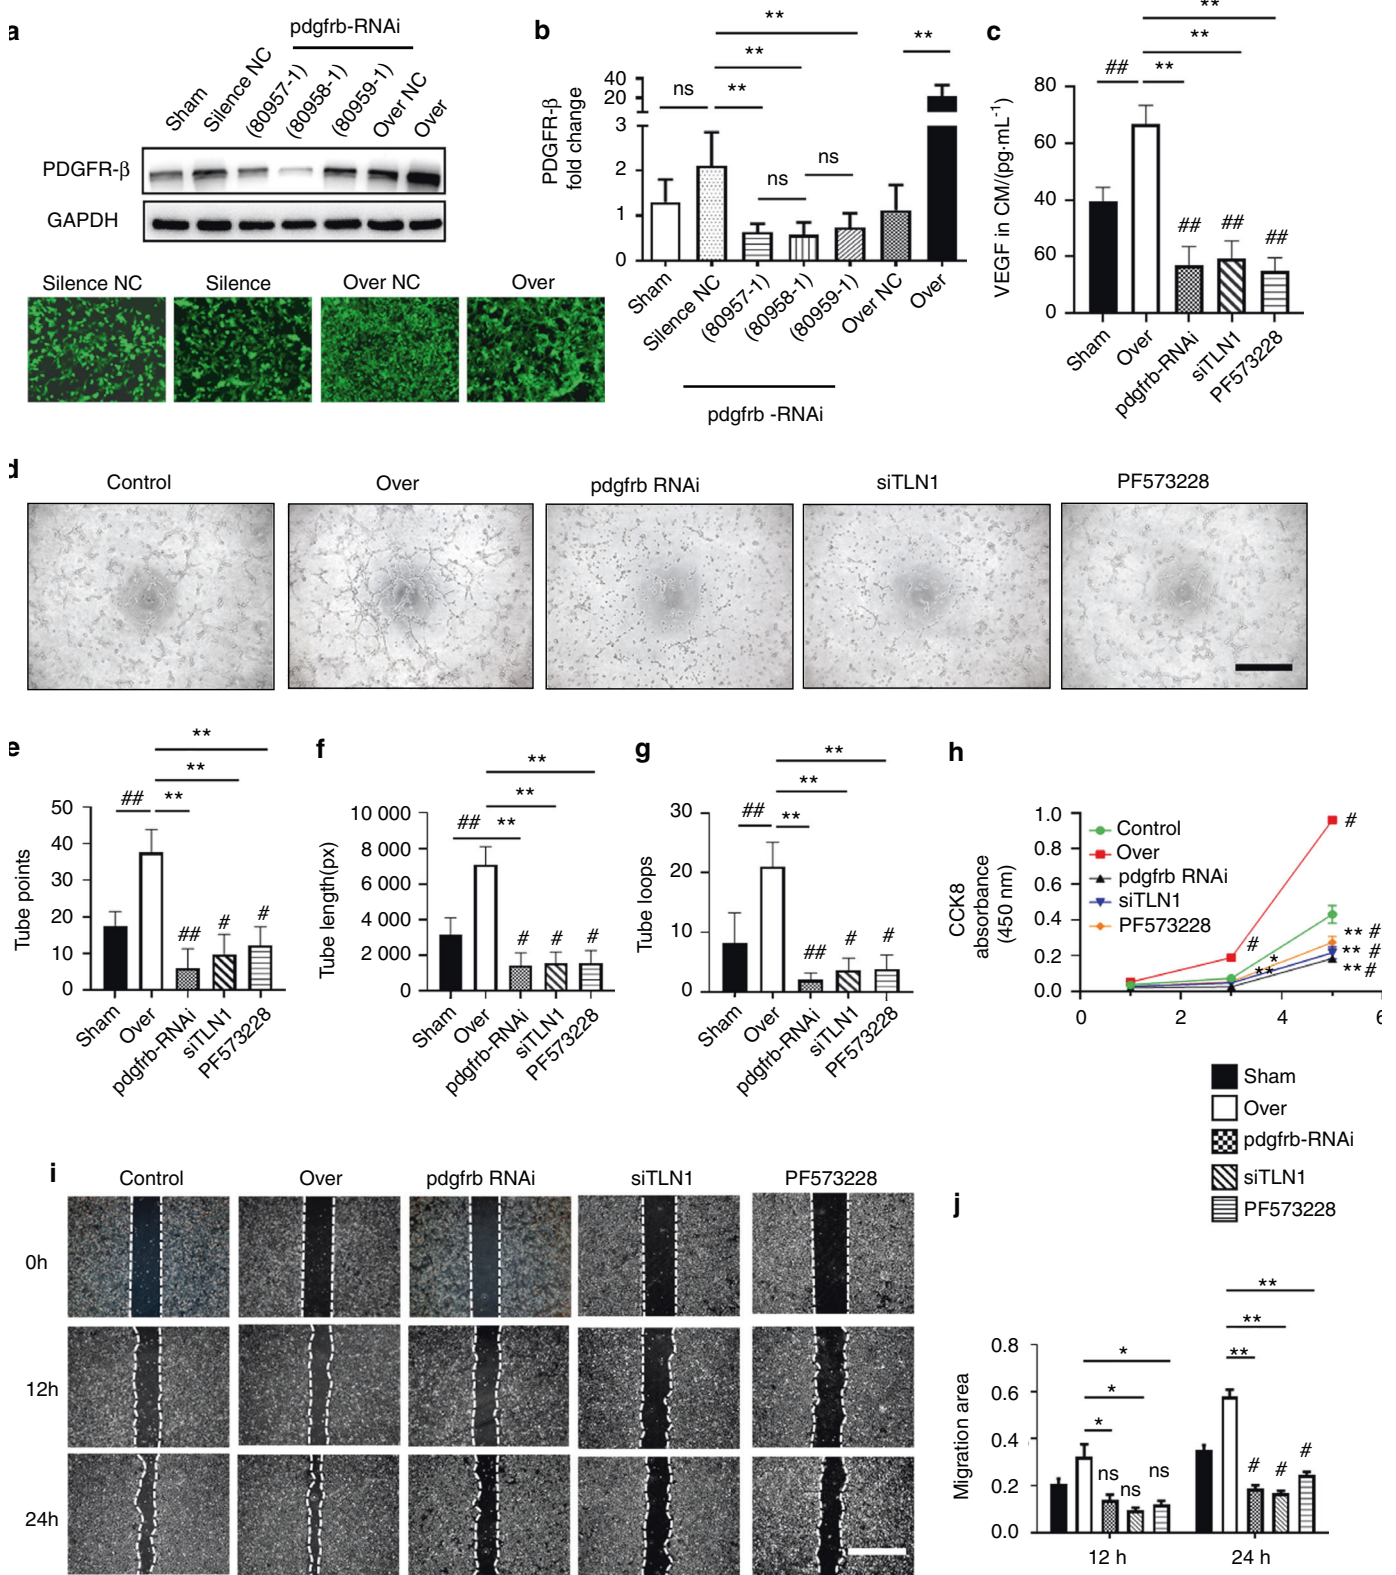 a
pdgfrb-RNAi
Sham
Silence NC
(80957-1)
(80958-1)
(80959-1)
Over NC
Over
PDGFR-β
GAPDH
Silence NC
Silence
Over NC
Over
b
PDGFR-β
fold change
40
20
3
2
1
0
ns
**
**
**
ns
ns
**
Sham
Silence NC
(80957-1)
(80958-1)
(80959-1)
Over NC
Over
pdgfrb -RNAi
c
VEGF in CM/(pg·mL-1)
80
60
40
60
0
##
**
**
**
##
##
##
Sham
Over
pdgfrb-RNAi
siTLN1
PF573228
d
Control
Over
pdgfrb RNAi
siTLN1
PF573228
e
Tube points
50
40
30
20
10
0
##
**
**
**
##
#
#
Sham
Over
pdgfrb-RNAi
siTLN1
PF573228
f
Tube length(px)
10 000
8 000
6 000
4 000
2 000
0
##
**
**
**
#
#
#
Sham
Over
pdgfrb-RNAi
siTLN1
PF573228
g
Tube loops
30
20
10
0
##
**
**
**
##
#
#
Sham
Over
pdgfrb-RNAi
siTLN1
PF573228
h
CCK8
absorbance
(450 nm)
1.0
0.8
0.6
0.4
0.2
0.0
Control
Over
pdgfrb RNAi
siTLN1
PF573228
#
#
*
**
** #
** #
** #
0
2
4
6
Sham
Over
pdgfrb-RNAi
siTLN1
PF573228
i
Control
Over
pdgfrb RNAi
siTLN1
PF573228
0h
12h
24h
j
Migration area
0.8
0.6
0.4
0.2
0.0
*
*
*
ns
ns
ns
**
**
**
#
#
#
12 h
24 h